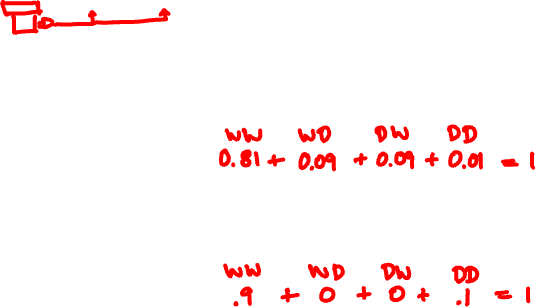 WW WD DW DD
0.81 + 0.09 + 0.09 + 0.01 = 1
WW WD DW DD
.9 + 0 + 0 + .1 = 1